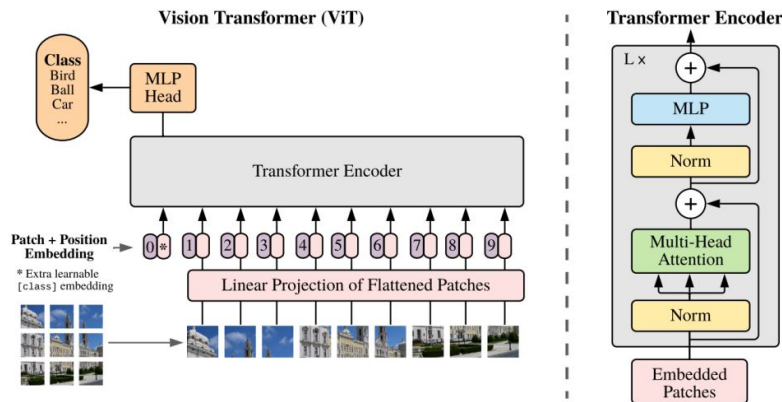 Vision Transformer (ViT)
Class
Bird
Ball
Car
...
MLP
Head
Transformer Encoder
Patch + Position
Embedding
0 * 1 2 3 4 5 6 7 8 9
* Extra learnable
[class] embedding
Linear Projection of Flattened Patches
Transformer Encoder
L x
+
MLP
Norm
+
Multi-Head
Attention
Norm
Embedded
Patches